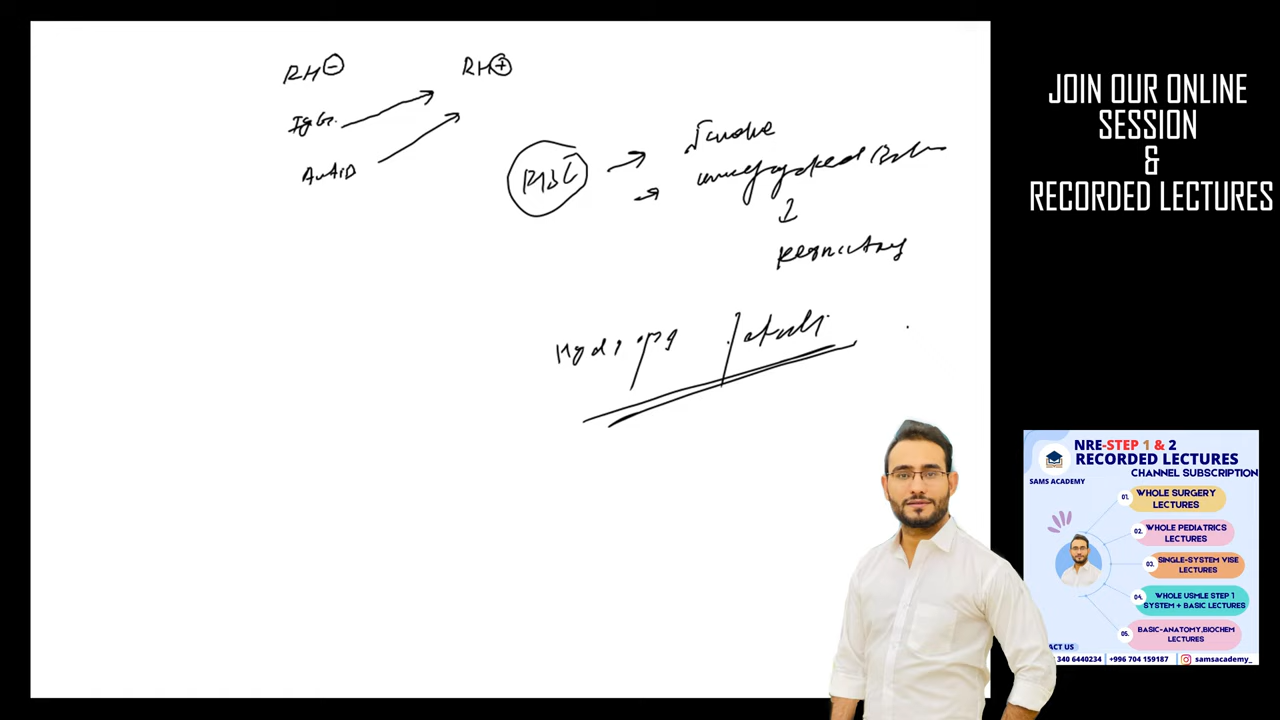 RH -
RH +
IgG.
Anti D
RBC
unconjugated
Hydrops fetalis
JOIN OUR ONLINE
SESSION
&
RECORDED LECTURES
NRE-STEP 1 & 2
RECORDED LECTURES
CHANNEL SUBSCRIPTION
SAMS ACADEMY
01. WHOLE SURGERY
LECTURES
02. WHOLE PEDIATRICS
LECTURES
03. SINGLE-SYSTEM VISE
LECTURES
04. WHOLE USMLE STEP 1
SYSTEM + BASIC LECTURES
05. BASIC-ANATOMY,BIOCHEM
LECTURES
ACT US
340 6440234 +996 704 159187 samsacademy_